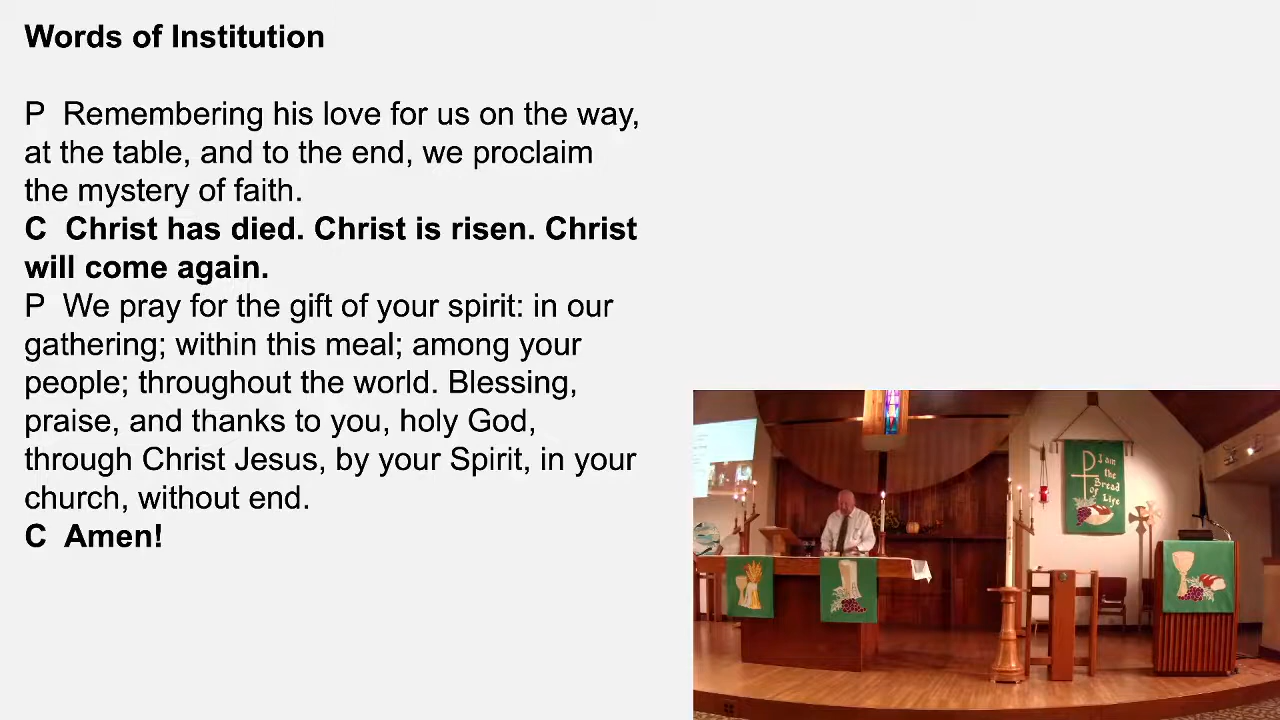 Words of Institution
P  Remembering his love for us on the way,
at the table, and to the end, we proclaim
the mystery of faith.
C  Christ has died. Christ is risen. Christ
will come again.
P  We pray for the gift of your spirit: in our
gathering; within this meal; among your
people; throughout the world. Blessing,
praise, and thanks to you, holy God,
through Christ Jesus, by your Spirit, in your
church, without end.
C  Amen!
I am
the
Bread
of
Life